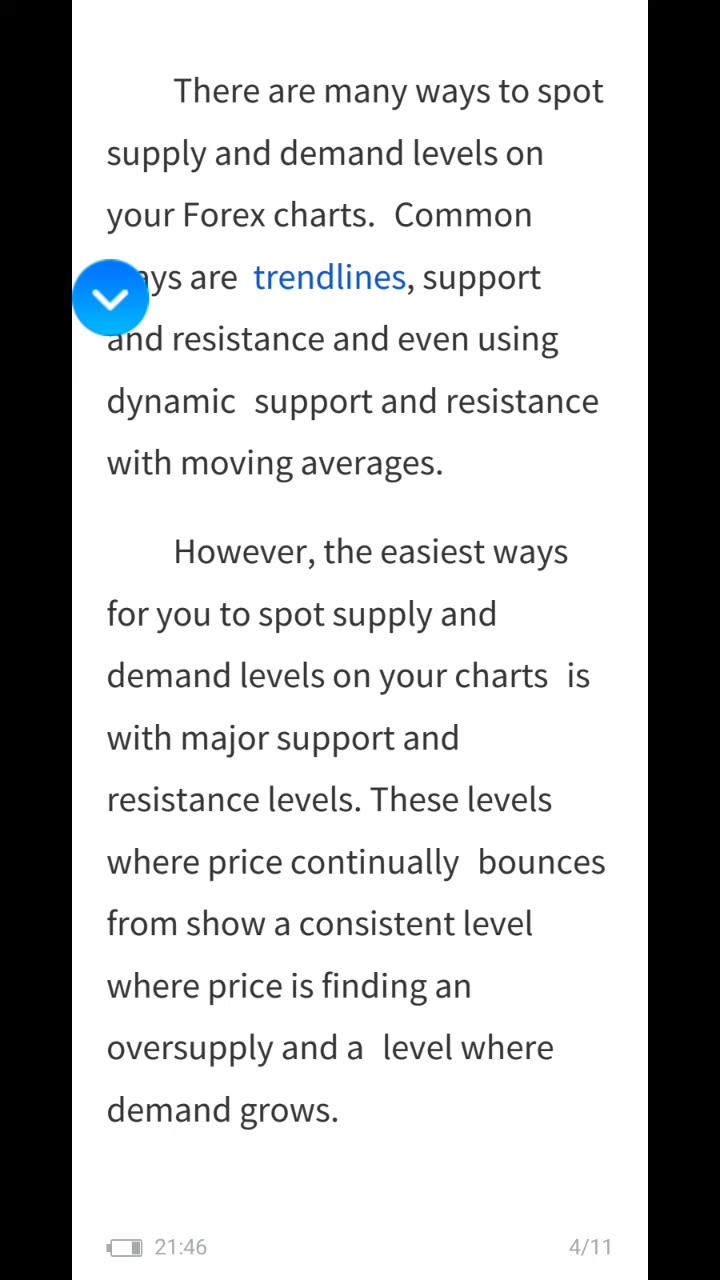 There are many ways to spot
supply and demand levels on
your Forex charts. Common
are trendlines, support
and resistance and even using
dynamic support and resistance
with moving averages.
However, the easiest ways
for you to spot supply and
demand levels on your charts is
with major support and
resistance levels. These levels
where price continually bounces
from show a consistent level
where price is finding an
oversupply and a level where
demand grows.
21:46
4/11